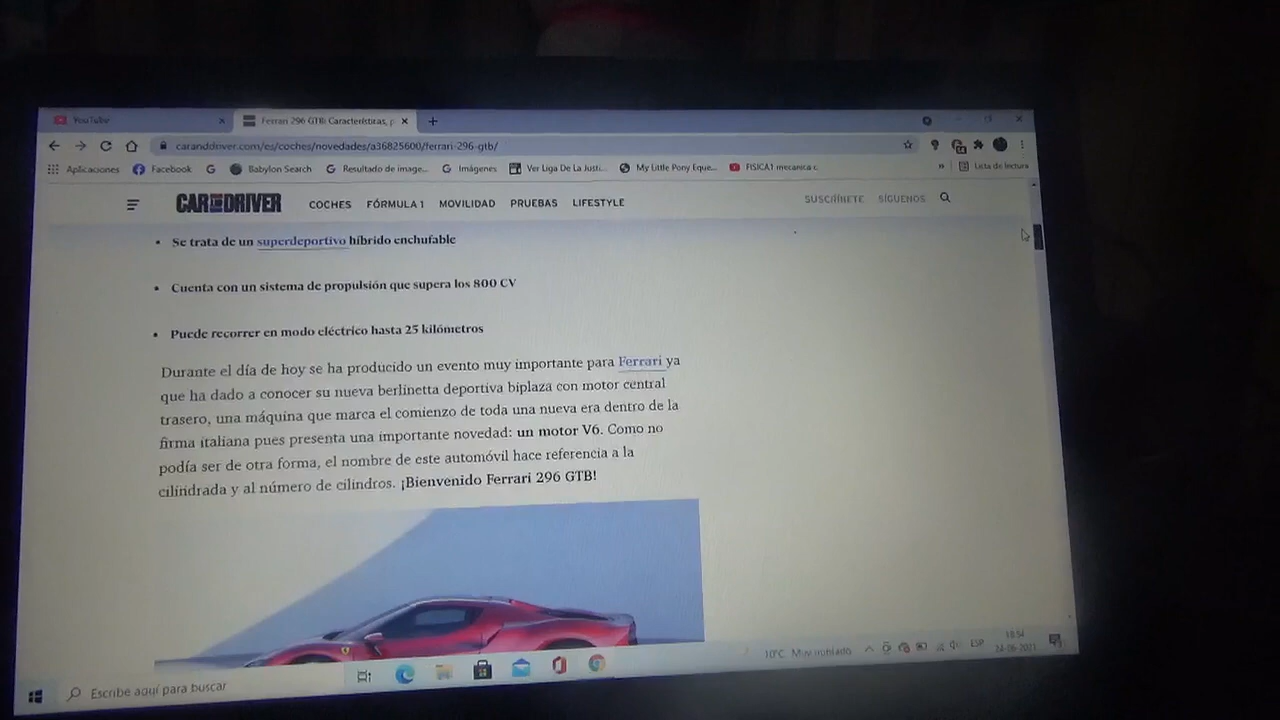 YouTube
Ferrari 296 GTB: Características, p
caranddriver.com/es/coches/novedades/a36825600/ferrari-296-gtb/
Aplicaciones Facebook Babylon Search Resultado de image... Imágenes Ver Liga De La Justi... My Little Pony Eque... FISICA1 mecanica c. » Lista de lectura
CAR AND DRIVER COCHES FÓRMULA 1 MOVILIDAD PRUEBAS LIFESTYLE SUSCRÍBETE SÍGUENOS
• Se trata de un superdeportivo híbrido enchufable
• Cuenta con un sistema de propulsión que supera los 800 CV
• Puede recorrer en modo eléctrico hasta 25 kilómetros
Durante el día de hoy se ha producido un evento muy importante para Ferrari ya
que ha dado a conocer su nueva berlinetta deportiva biplaza con motor central
trasero, una máquina que marca el comienzo de toda una nueva era dentro de la
firma italiana pues presenta una importante novedad: un motor V6. Como no
podía ser de otra forma, el nombre de este automóvil hace referencia a la
cilindrada y al número de cilindros. ¡Bienvenido Ferrari 296 GTB!
10°C Muy nublado ESP 18:54
24-06-2021
Escribe aquí para buscar